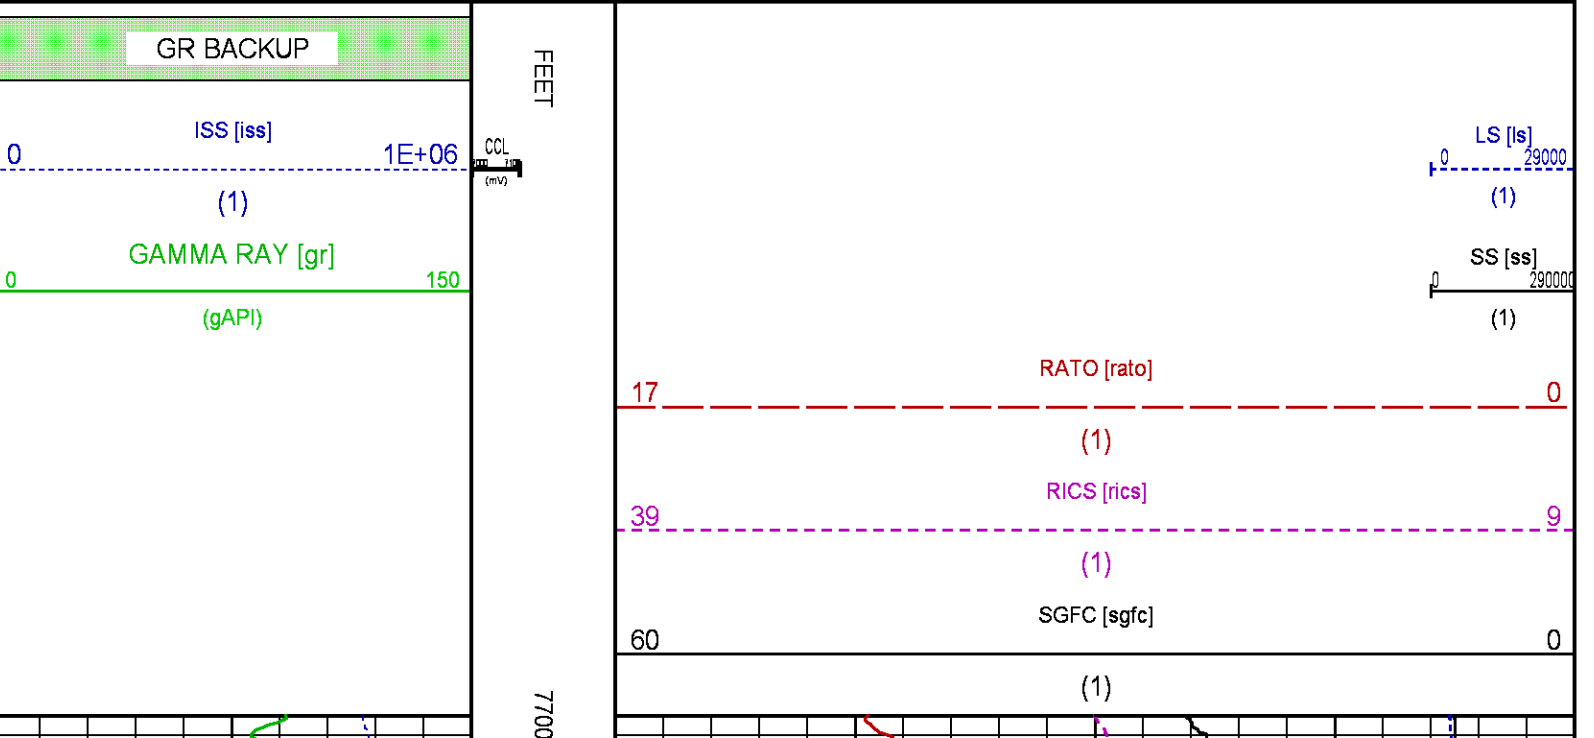 GR BACKUP
ISS [iss]
0 1E+06
(1)
GAMMA RAY [gr]
0 150
(gAPI)
FEET
CCL
(mV)
7700
LS [ls]
0 29000
(1)
SS [ss]
0 290000
(1)
RATO [rato]
17 0
(1)
RICS [rics]
39 9
(1)
SGFC [sgfc]
60 0
(1)